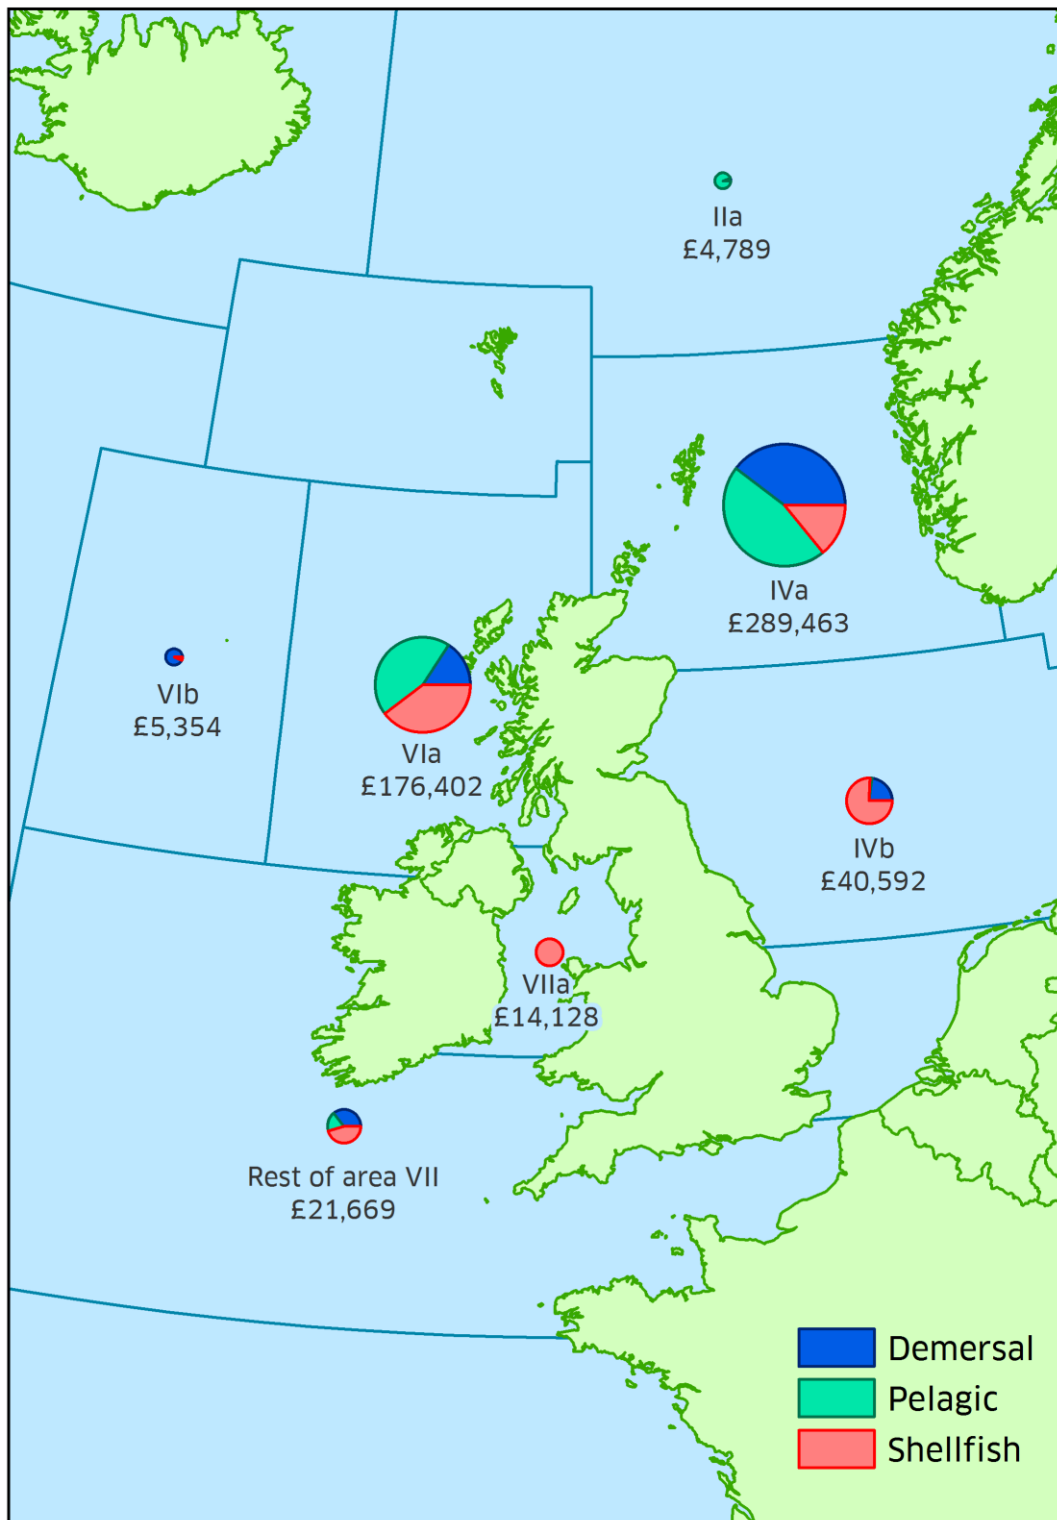 IIa
£4,789
IVa
£289,463
VIb
£5,354
VIa
£176,402
IVb
£40,592
VIIa
£14,128
Rest of area VII
£21,669
Demersal
Pelagic
Shellfish